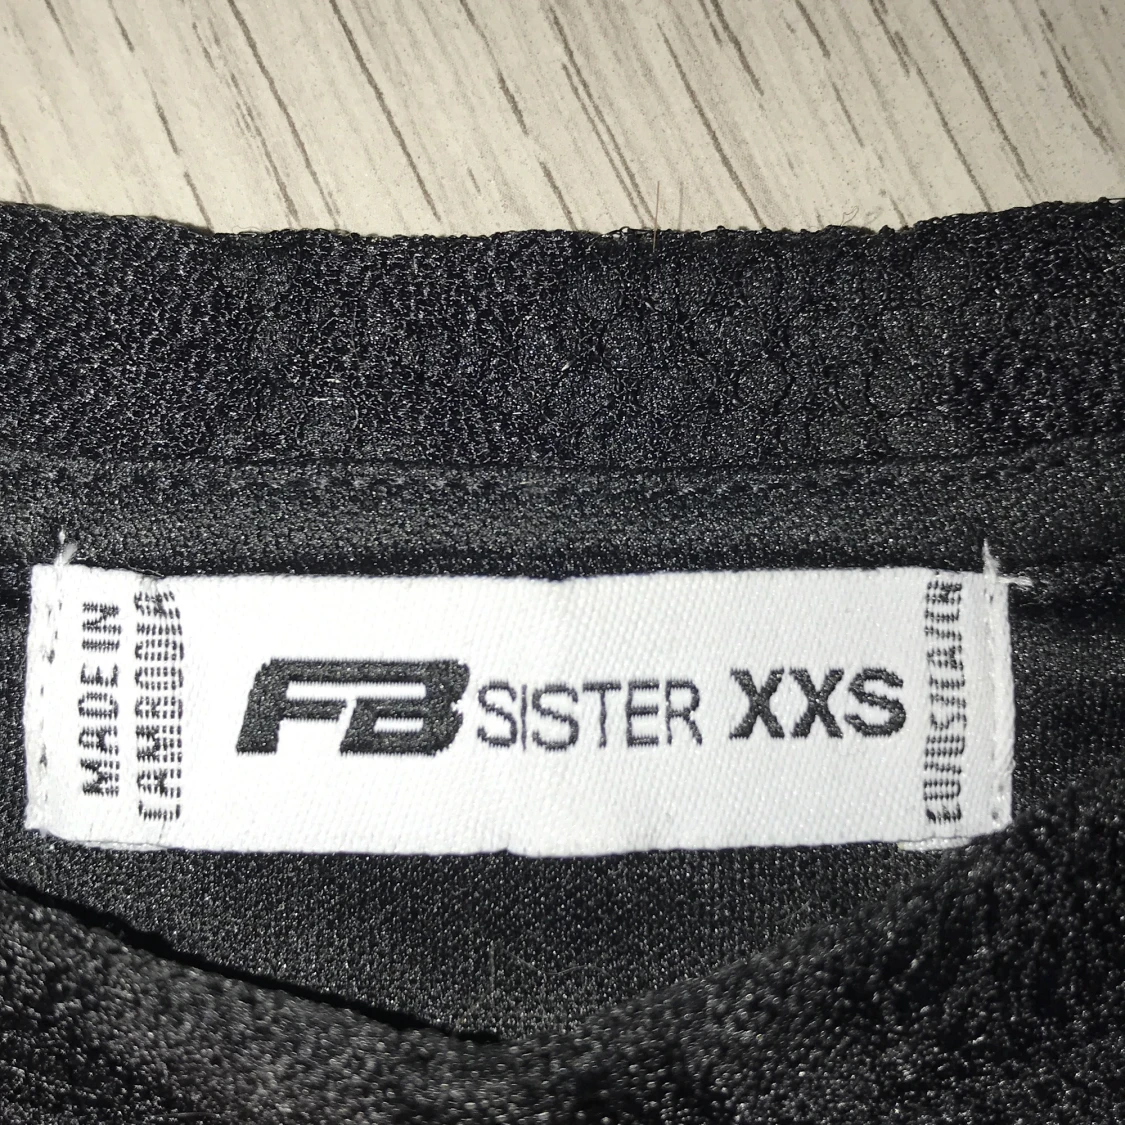 MADE IN
CAMBODIA
FB SISTER XXS